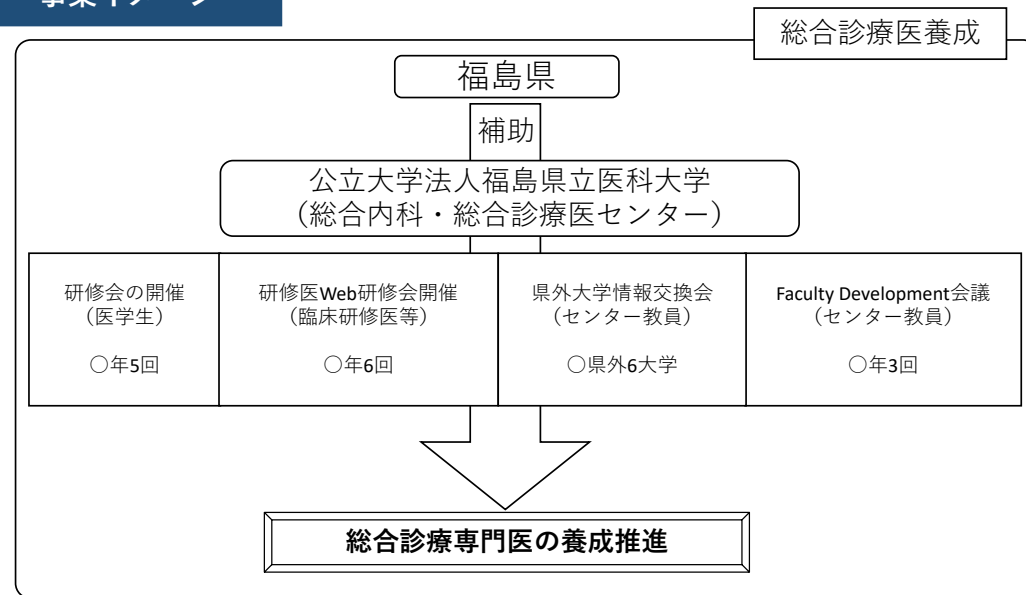 総合診療医養成
福島県
補助
公立大学法人福島県立医科大学
（総合内科・総合診療医センター）
研修会の開催
（医学生）
○年5回
研修医Web研修会開催
（臨床研修医等）
○年6回
県外大学情報交換会
（センター教員）
○県外6大学
Faculty Development会議
（センター教員）
○年3回
総合診療専門医の養成推進